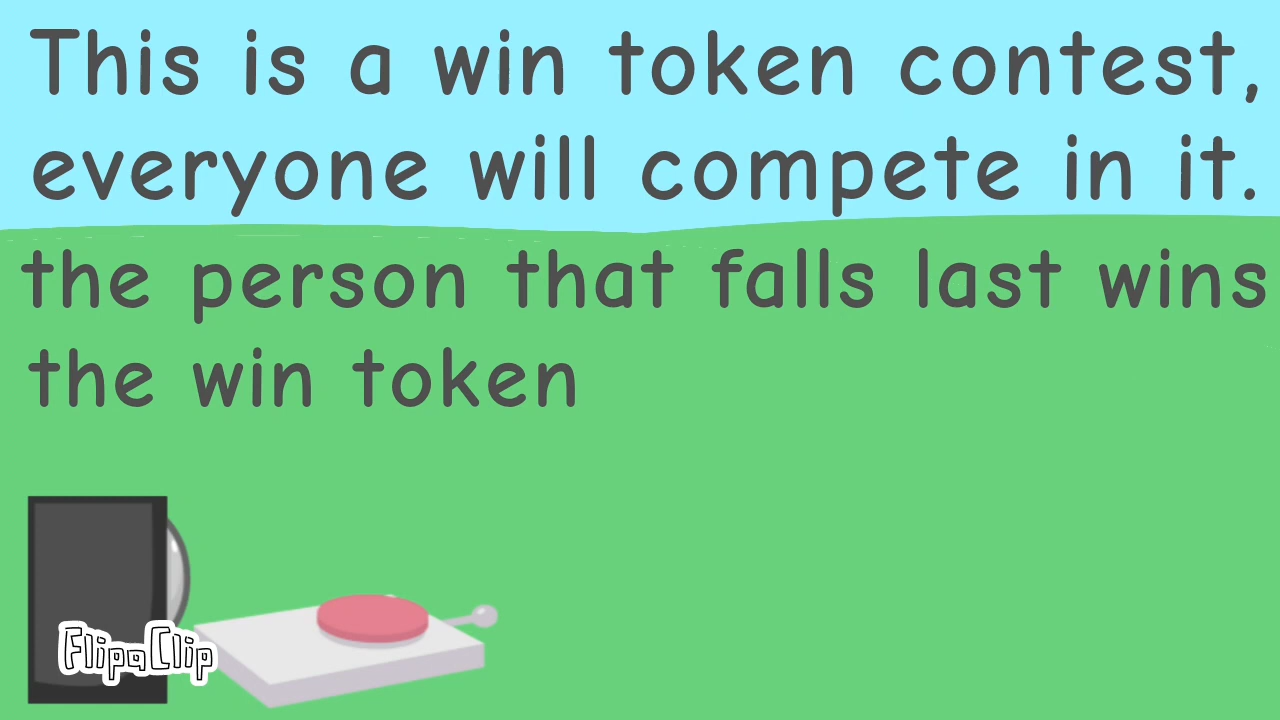 This is a win token contest,
everyone will compete in it.
the person that falls last wins
the win token
FlipaClip